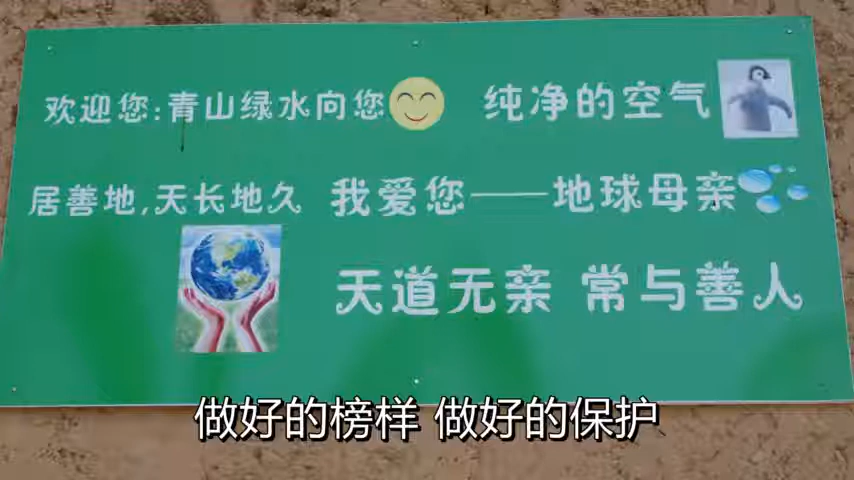 欢迎您:青山绿水向您 纯净的空气
居善地,天长地久 我爱您——地球母亲
天道无亲 常与善人
做好的榜样 做好的保护